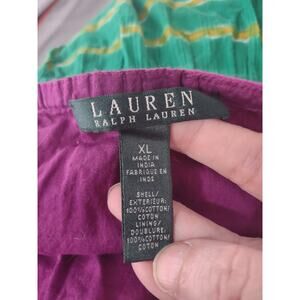 LAUREN
RALPH LAUREN
XL
MADE IN
INDIA
FABRIQUE EN
INDE
SHELL/
EXTERIEUR:
100%COTTON/
COTON
LINING/
DOUBLURE:
100%COTTON/
COTON